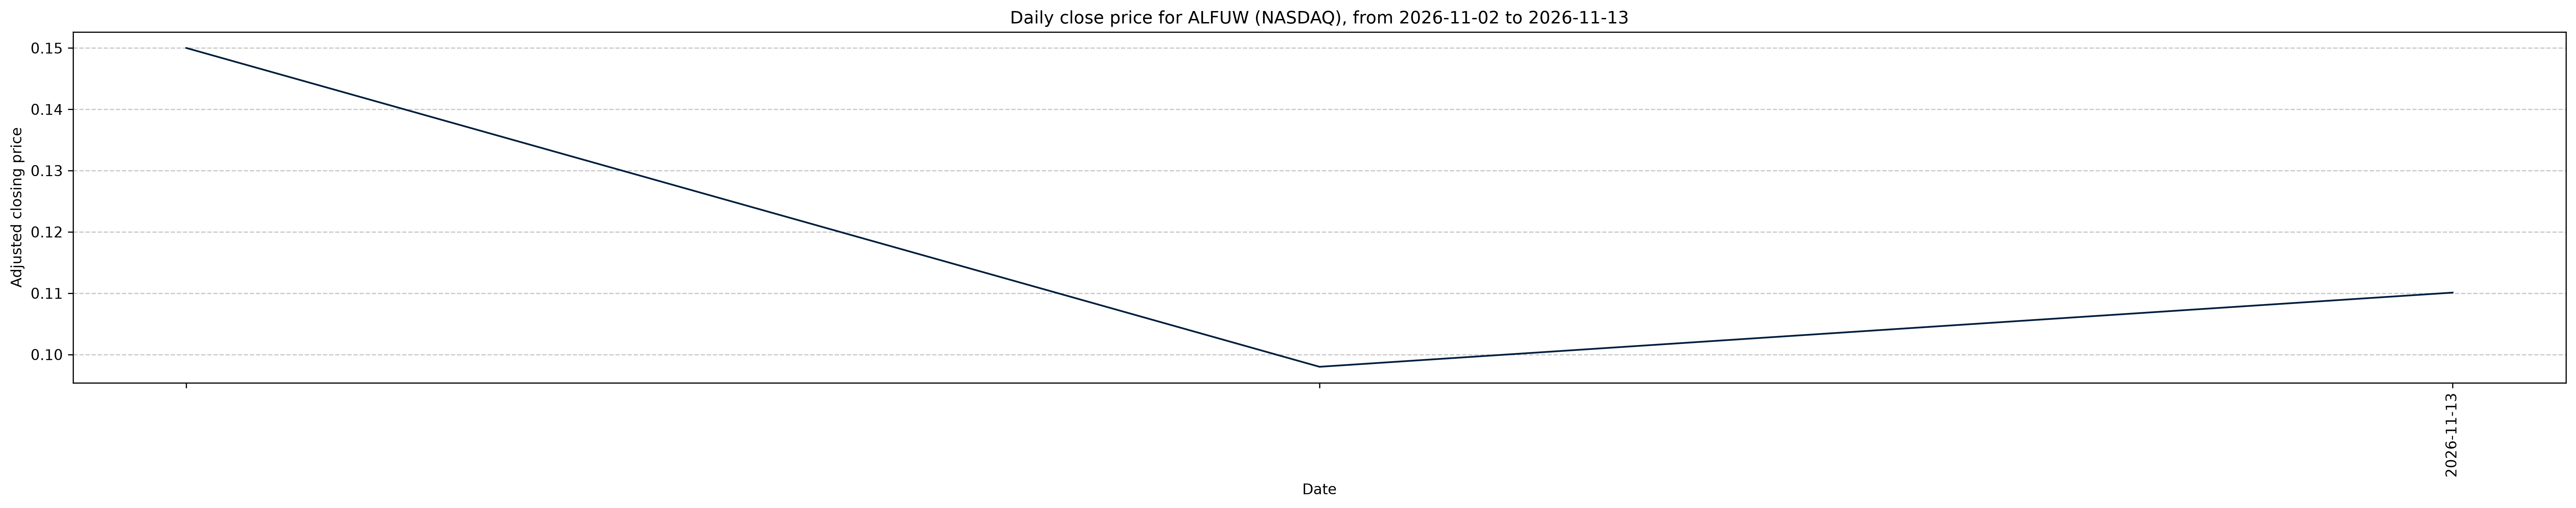 Daily close price for ALFUW (NASDAQ), from 2026-11-02 to 2026-11-13
Adjusted closing price
0.15
0.14
0.13
0.12
0.11
0.10
2026-11-13
Date